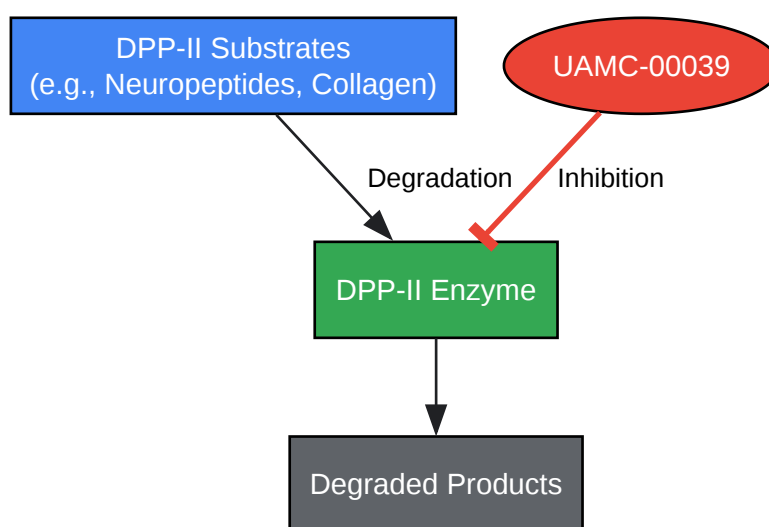 DPP-II Substrates
(e.g., Neuropeptides, Collagen)
UAMC-00039
Degradation
Inhibition
DPP-II Enzyme
Degraded Products